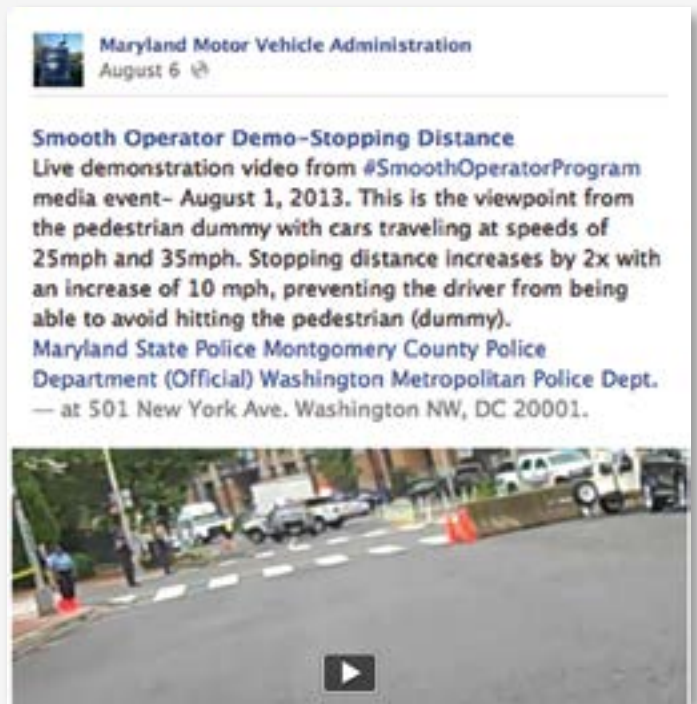 Maryland Motor Vehicle Administration
August 6
Smooth Operator Demo-Stopping Distance
Live demonstration video from #SmoothOperatorProgram
media event- August 1, 2013. This is the viewpoint from
the pedestrian dummy with cars traveling at speeds of
25mph and 35mph. Stopping distance increases by 2x with
an increase of 10 mph, preventing the driver from being
able to avoid hitting the pedestrian (dummy).
Maryland State Police Montgomery County Police
Department (Official) Washington Metropolitan Police Dept.
— at 501 New York Ave. Washington NW, DC 20001.